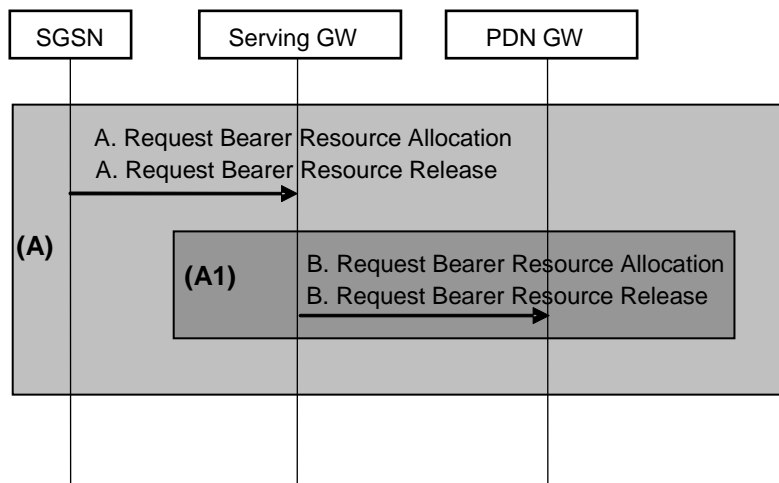 SGSN
Serving GW
PDN GW
A. Request Bearer Resource Allocation
A. Request Bearer Resource Release
(A)
(A1)
B. Request Bearer Resource Allocation
B. Request Bearer Resource Release